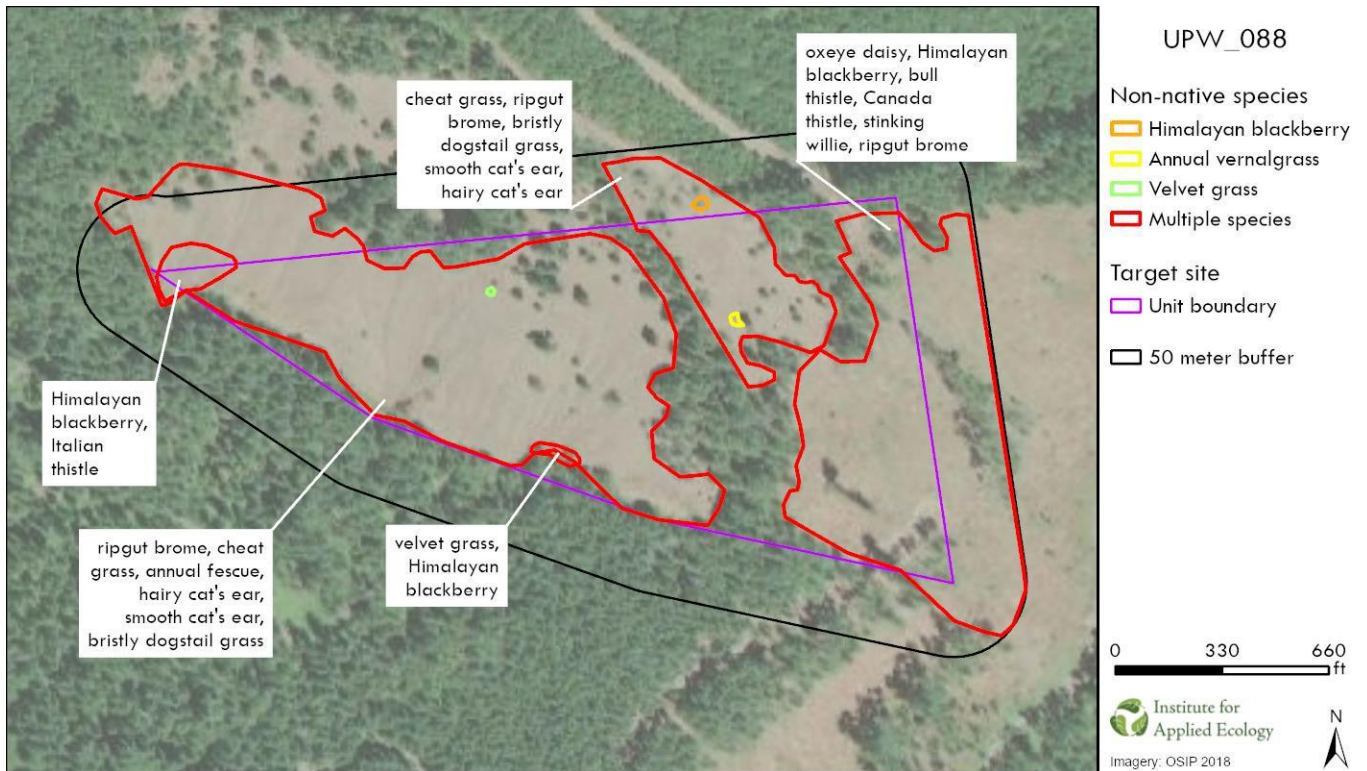 cheat grass, ripgut
brome, bristly
dogstail grass,
smooth cat's ear,
hairy cat's ear
oxeye daisy, Himalayan
blackberry, bull
thistle, Canada
thistle, stinking
willie, ripgut brome
Himalayan
blackberry,
Italian
thistle
ripgut brome, cheat
grass, annual fescue,
hairy cat's ear,
smooth cat's ear,
bristly dogstail grass
velvet grass,
Himalayan
blackberry
UPW_088
Non-native species
Himalayan blackberry
Annual vernalgrass
Velvet grass
Multiple species
Target site
Unit boundary
50 meter buffer
0 330 660
ft
Institute for
Applied Ecology
N
Imagery: OSIP 2018